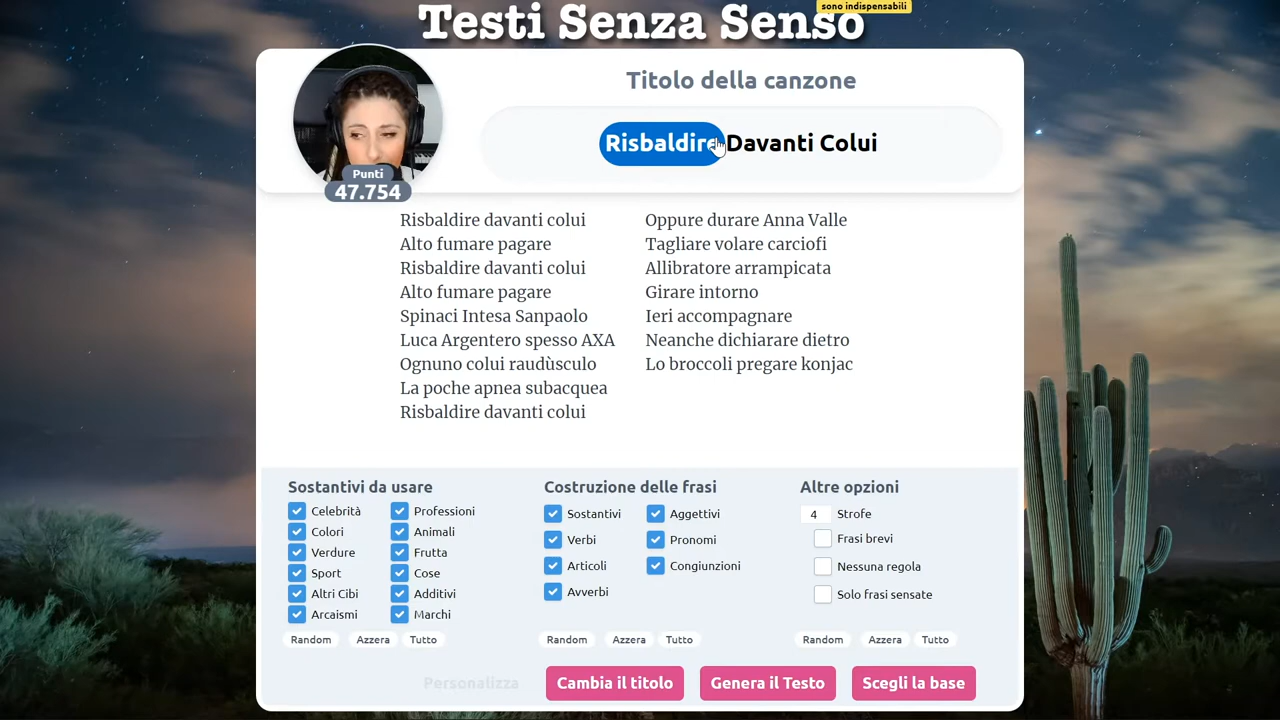 sono indispensabili
Testi Senza Senso
Titolo della canzone
Risbaldire Davanti Colui
Punti
47.754
Risbaldire davanti colui
Alto fumare pagare
Risbaldire davanti colui
Alto fumare pagare
Spinaci Intesa Sanpaolo
Luca Argentero spesso AXA
Ognuno colui raudùsculo
La poche apnea subacquea
Risbaldire davanti colui
Oppure durare Anna Valle
Tagliare volare carciofi
Allibratore arrampicata
Girare intorno
Ieri accompagnare
Neanche dichiarare dietro
Lo broccoli pregare konjac
Sostantivi da usare
Celebrità
Professioni
Colori
Animali
Verdure
Frutta
Sport
Cose
Altri Cibi
Additivi
Arcaismi
Marchi
Random
Azzera
Tutto
Costruzione delle frasi
Sostantivi
Aggettivi
Verbi
Pronomi
Articoli
Congiunzioni
Avverbi
Random
Azzera
Tutto
Altre opzioni
4 Strofe
Frasi brevi
Nessuna regola
Solo frasi sensate
Random
Azzera
Tutto
Personalizza
Cambia il titolo
Genera il Testo
Scegli la base